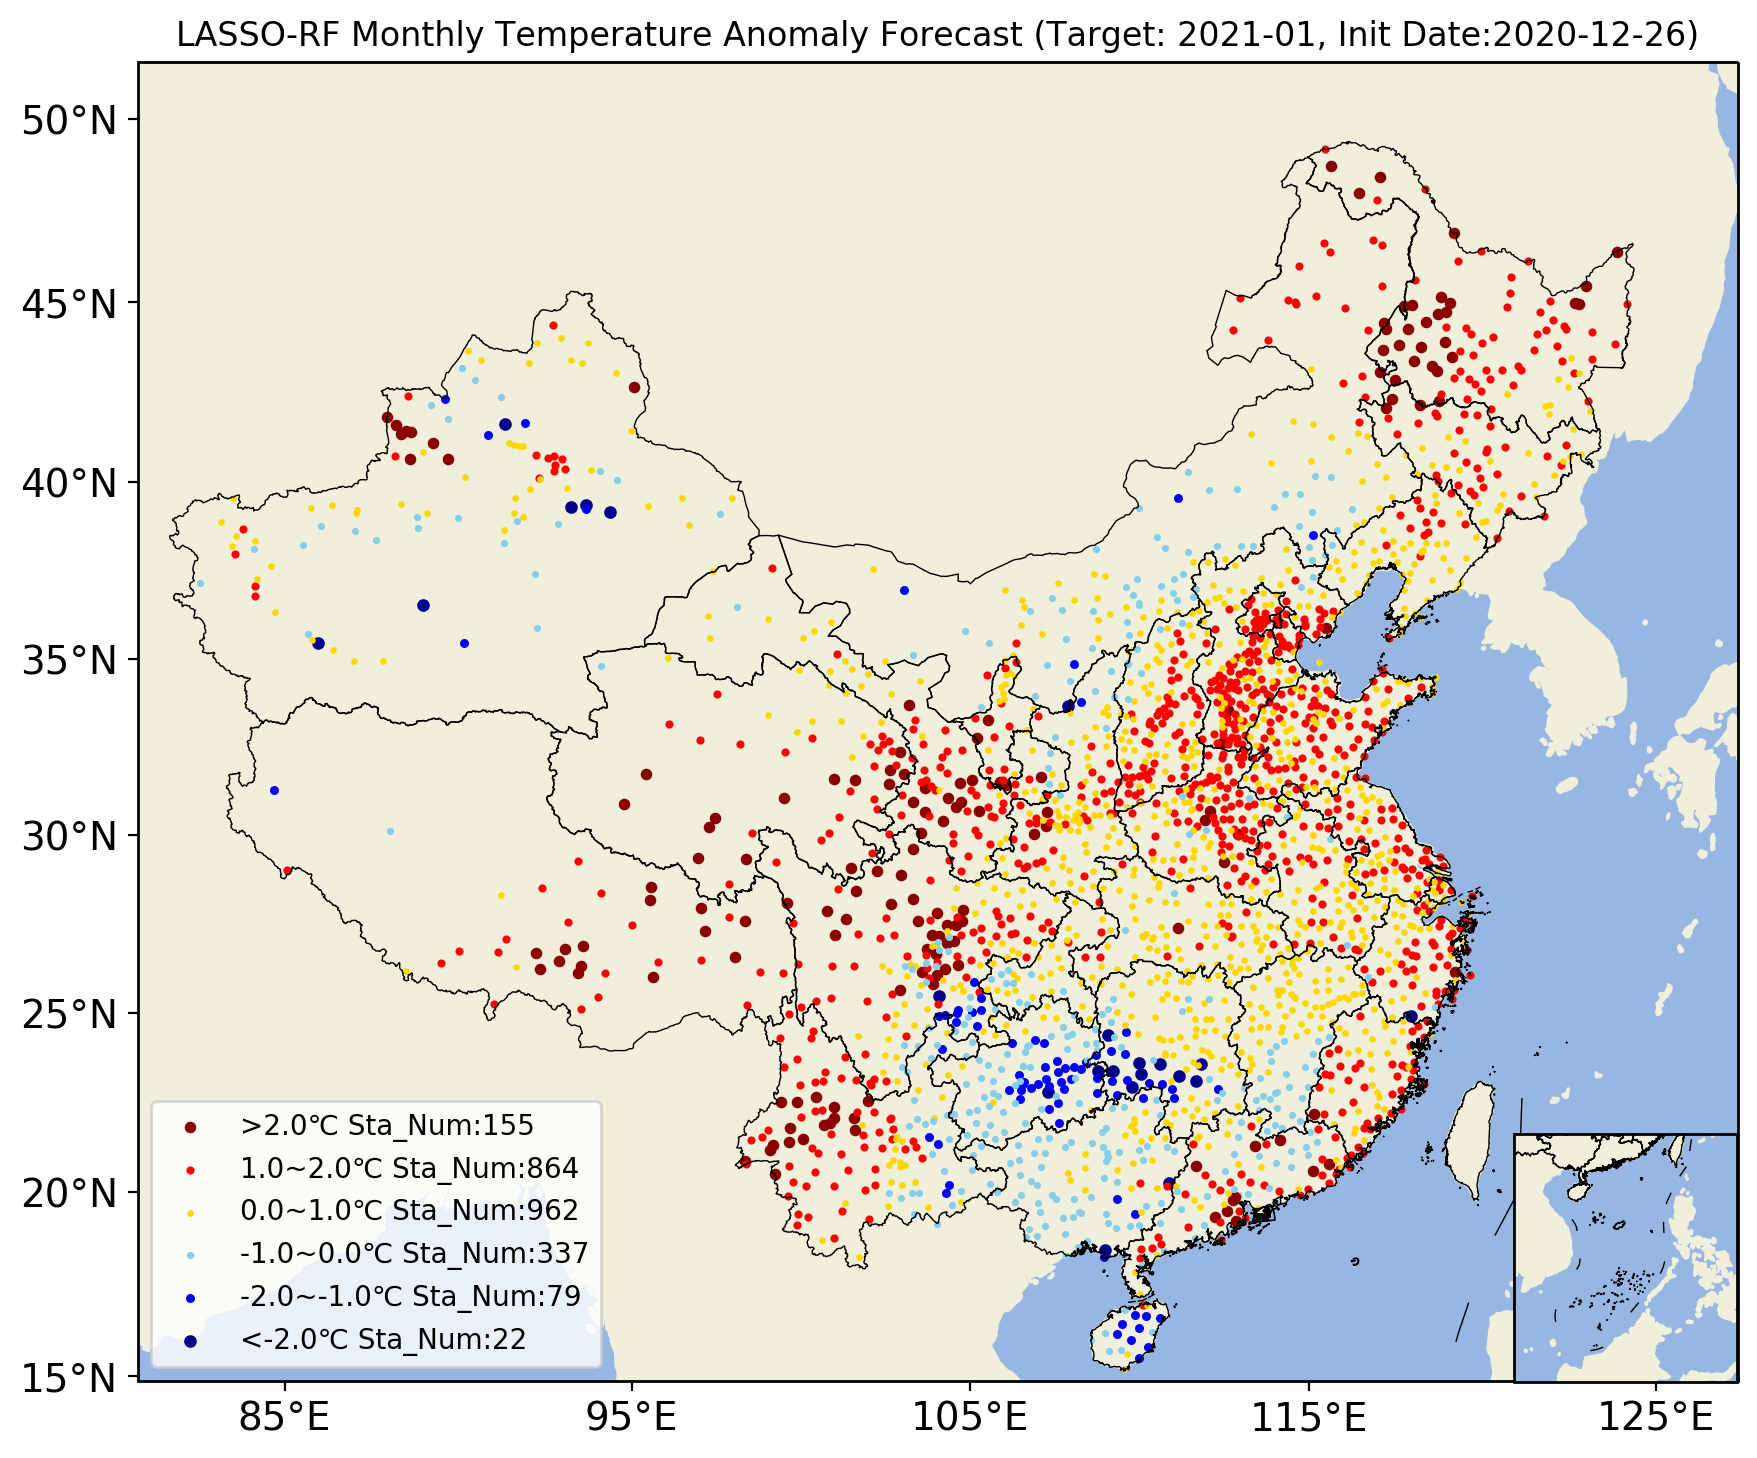 LASSO-RF Monthly Temperature Anomaly Forecast (Target: 2021-01, Init Date:2020-12-26)
50°N
45°N
40°N
35°N
30°N
25°N
20°N
15°N
>2.0℃ Sta_Num:155
1.0~2.0℃ Sta_Num:864
0.0~1.0℃ Sta_Num:962
-1.0~0.0℃ Sta_Num:337
-2.0~-1.0℃ Sta_Num:79
<-2.0℃ Sta_Num:22
85°E 95°E 105°E 115°E 125°E